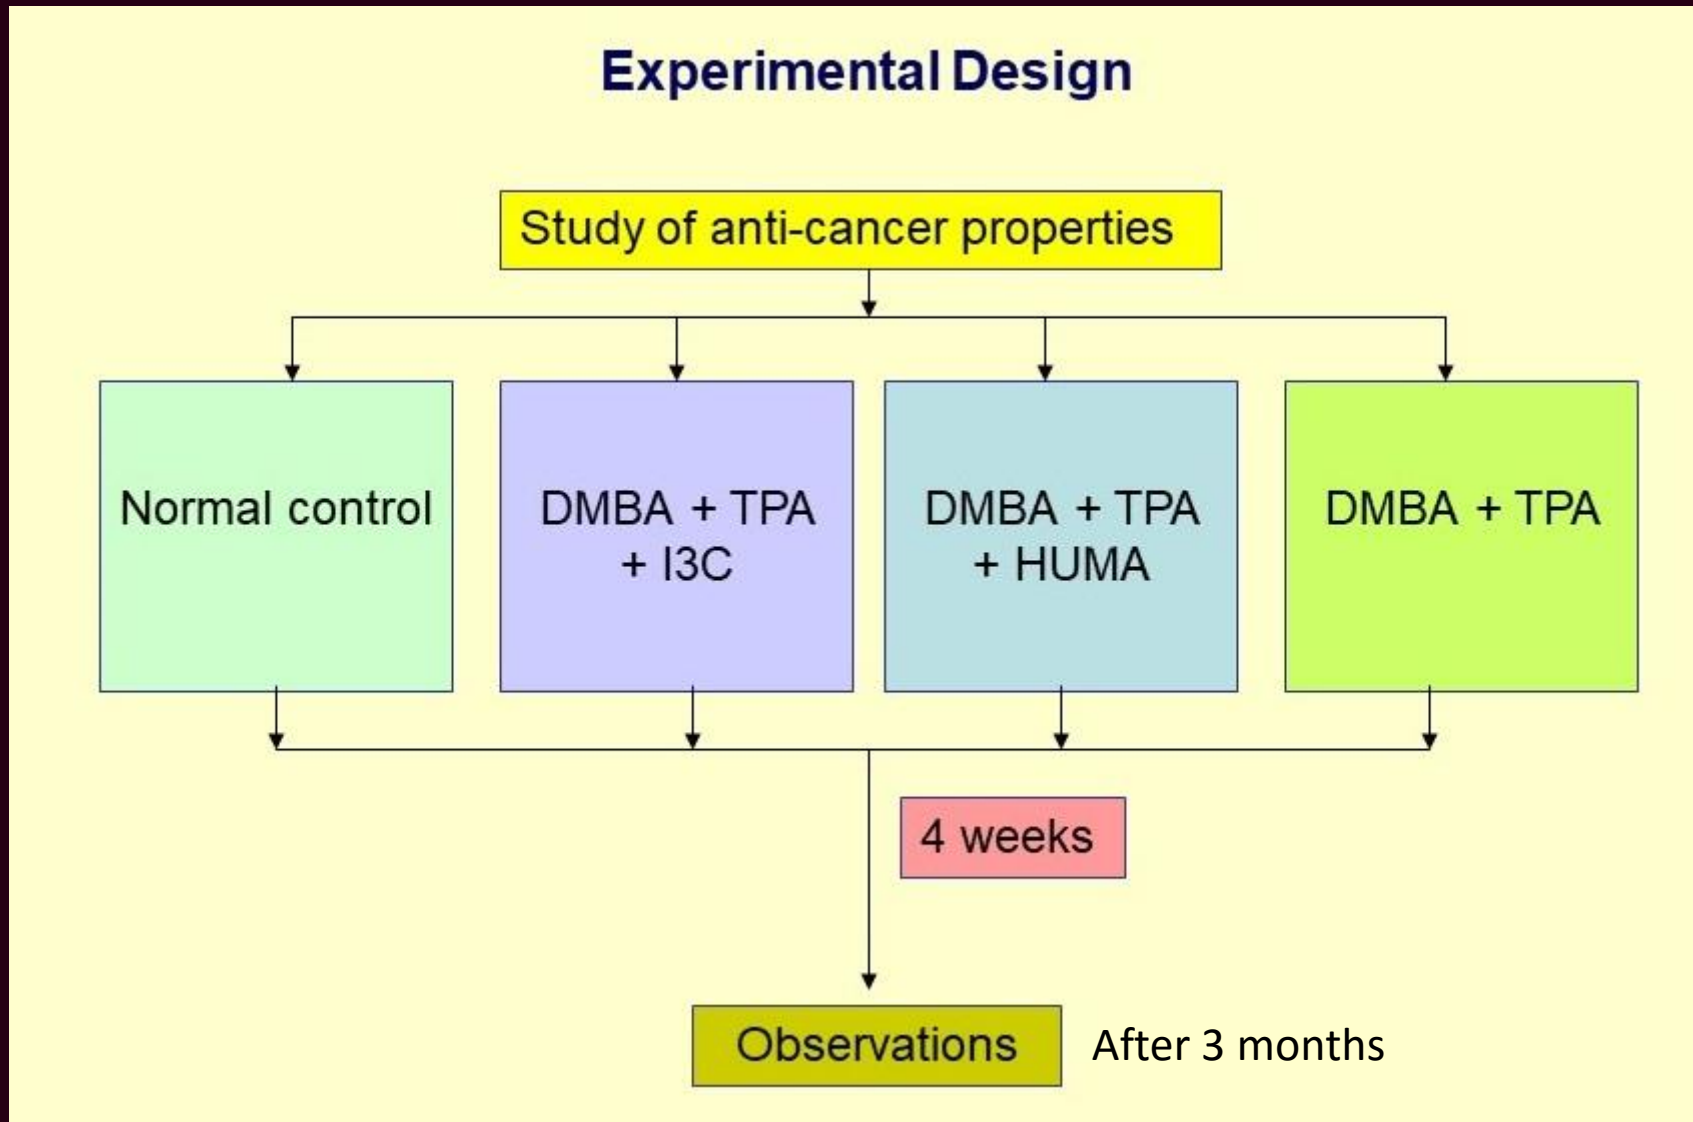 Experimental Design
Study of anti-cancer properties
Normal control
DMBA + TPA
+ I3C
DMBA + TPA
+ HUMA
DMBA + TPA
4 weeks
Observations
After 3 months